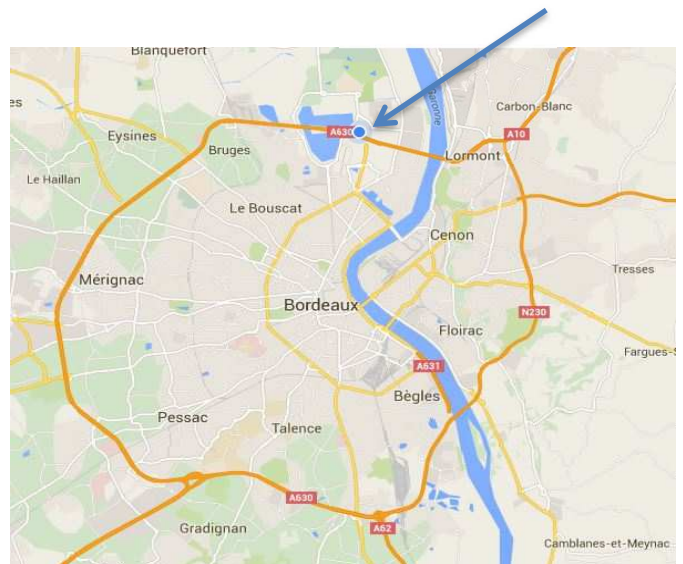 Blanquefort
Garonne
es
Carbon-Blanc
Eysines
A630
A10
Bruges
Lormont
Le Haillan
Le Bouscat
Cenon
Mérignac
Tresses
Bordeaux
N230
Floirac
Fargues-S
A631
Bègles
Pessac
Talence
A630
Gradignan
A62
Camblanes-et-Meynac